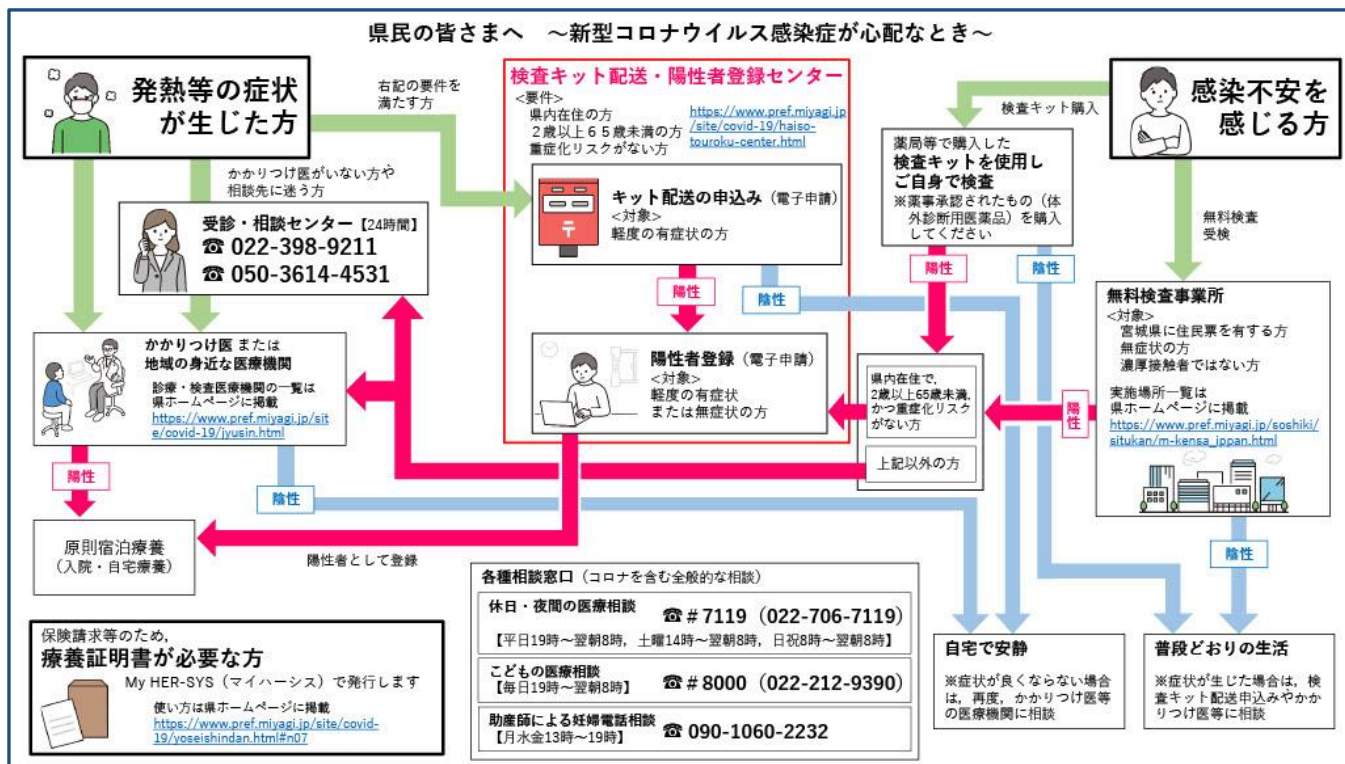 県民の皆さまへ　～新型コロナウイルス感染症が心配なとき～
発熱等の症状
が生じた方
右記の要件を
満たす方
かかりつけ医がいない方や
相談先に迷う方
受診・相談センター【24時間】
☎ 022-398-9211
☎ 050-3614-4531
かかりつけ医 または
地域の身近な医療機関
診療・検査医療機関の一覧は
県ホームページに掲載
https://www.pref.miyagi.jp/sit
e/covid-19/jyusin.html
陽性
陰性
原則宿泊療養
（入院・自宅療養）
陽性者として登録
検査キット配送・陽性者登録センター
<要件>
県内在住の方
２歳以上６５歳未満の方
重症化リスクがない方
https://www.pref.miyagi.jp
/site/covid-19/haiso-
touroku-center.html
キット配送の申込み（電子申請）
<対象>
軽度の有症状の方
陽性
陰性
陽性者登録（電子申請）
<対象>
軽度の有症状
または無症状の方
感染不安を
感じる方
検査キット購入
薬局等で購入した
検査キットを使用し
ご自身で検査
※薬事承認されたもの（体
外診断用医薬品）を購入
してください
陽性
陰性
無料検査
受検
無料検査事業所
<対象>
宮城県に住民票を有する方
無症状の方
濃厚接触者ではない方
実施場所一覧は
県ホームページに掲載
https://www.pref.miyagi.jp/soshiki/
situkan/m-kensa_ippan.html
陽性
陰性
県内在住で，
2歳以上65歳未満，
かつ重症化リスク
がない方
上記以外の方
各種相談窓口（コロナを含む全般的な相談）
休日・夜間の医療相談　☎＃7119（022-706-7119）
【平日19時～翌朝8時，土曜14時～翌朝8時，日祝8時～翌朝8時】
こどもの医療相談
【毎日19時～翌朝8時】　☎＃8000（022-212-9390）
助産師による妊婦電話相談
【月水金13時～19時】　☎ 090-1060-2232
自宅で安静
※症状が良くならない場合
は，再度，かかりつけ医等
の医療機関に相談
普段どおりの生活
※症状が生じた場合は，検
査キット配送申込みやかか
りつけ医等に相談
保険請求等のため，
療養証明書が必要な方
My HER-SYS（マイハーシス）で発行します
使い方は県ホームページに掲載
https://www.pref.miyagi.jp/site/covid-
19/yoseishindan.html#n07